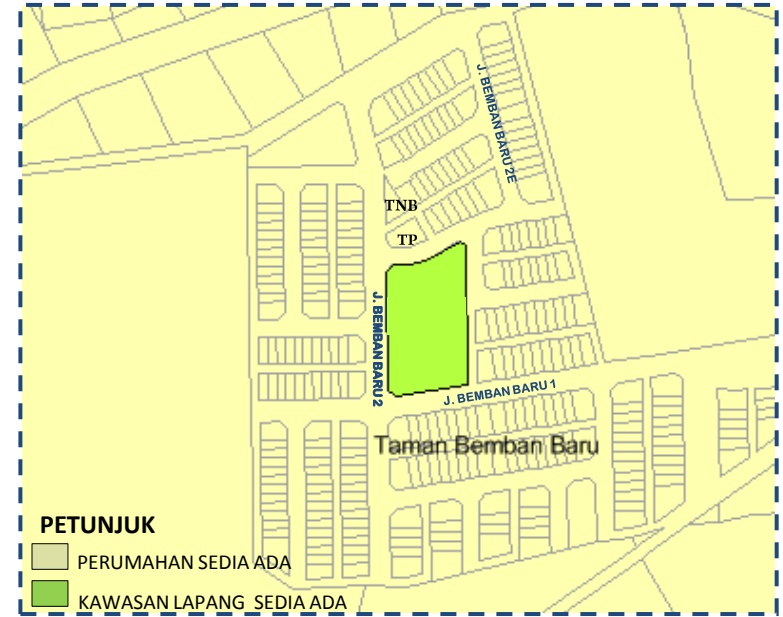 J. BEMBAN BARU 2E
TNB
TP
J. BEMBAN BARU 2
J. BEMBAN BARU 1
Taman Bemban Baru
PETUNJUK
PERUMAHAN SEDIA ADA
KAWASAN LAPANG SEDIA ADA